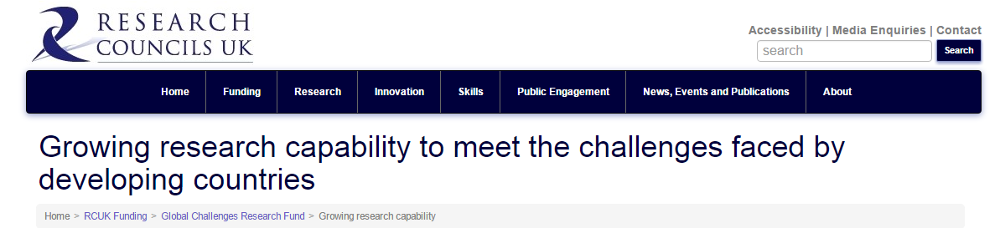 RESEARCH
COUNCILS UK
Accessibility | Media Enquiries | Contact
search Search
Home Funding Research Innovation Skills Public Engagement News, Events and Publications About
Growing research capability to meet the challenges faced by
developing countries
Home > RCUK Funding > Global Challenges Research Fund > Growing research capability